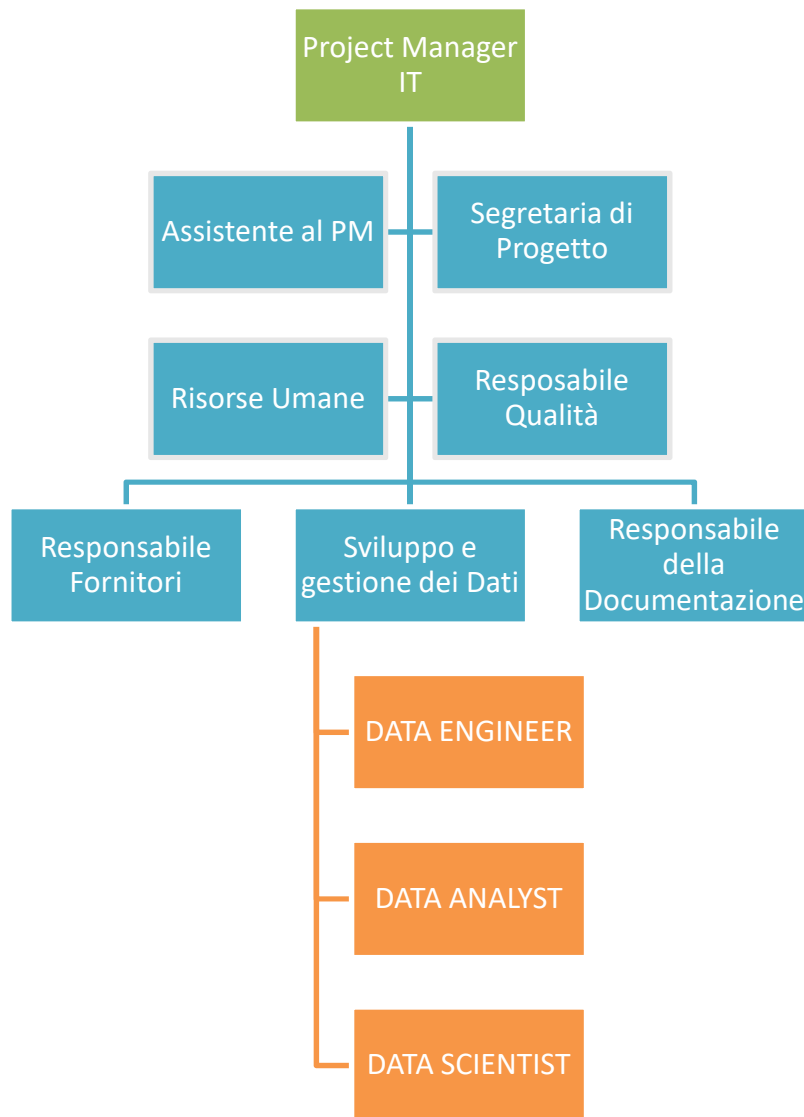 Project Manager
IT
Assistente al PM
Segretaria di
Progetto
Risorse Umane
Resposabile
Qualità
Responsabile
Fornitori
Sviluppo e
gestione dei Dati
Responsabile
della
Documentazione
DATA ENGINEER
DATA ANALYST
DATA SCIENTIST